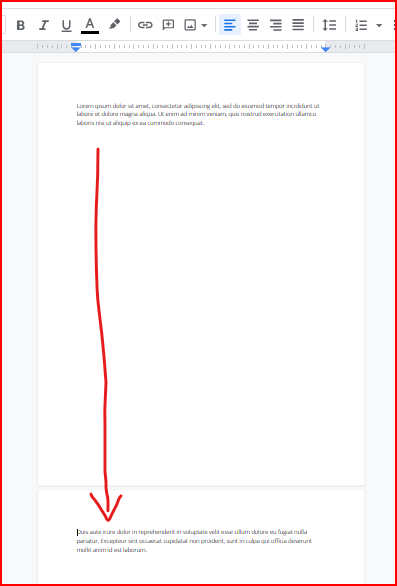 B I U A
Lorem ipsum dolor sit amet, consectetur adipiscing elit, sed do eiusmod tempor incididunt ut
labore et dolore magna aliqua. Ut enim ad minim veniam, quis nostrud exercitation ullamco
laboris nisi ut aliquip ex ea commodo consequat.
Duis aute irure dolor in reprehenderit in voluptate velit esse cillum dolore eu fugiat nulla
pariatur. Excepteur sint occaecat cupidatat non proident, sunt in culpa qui officia deserunt
mollit anim id est laborum.